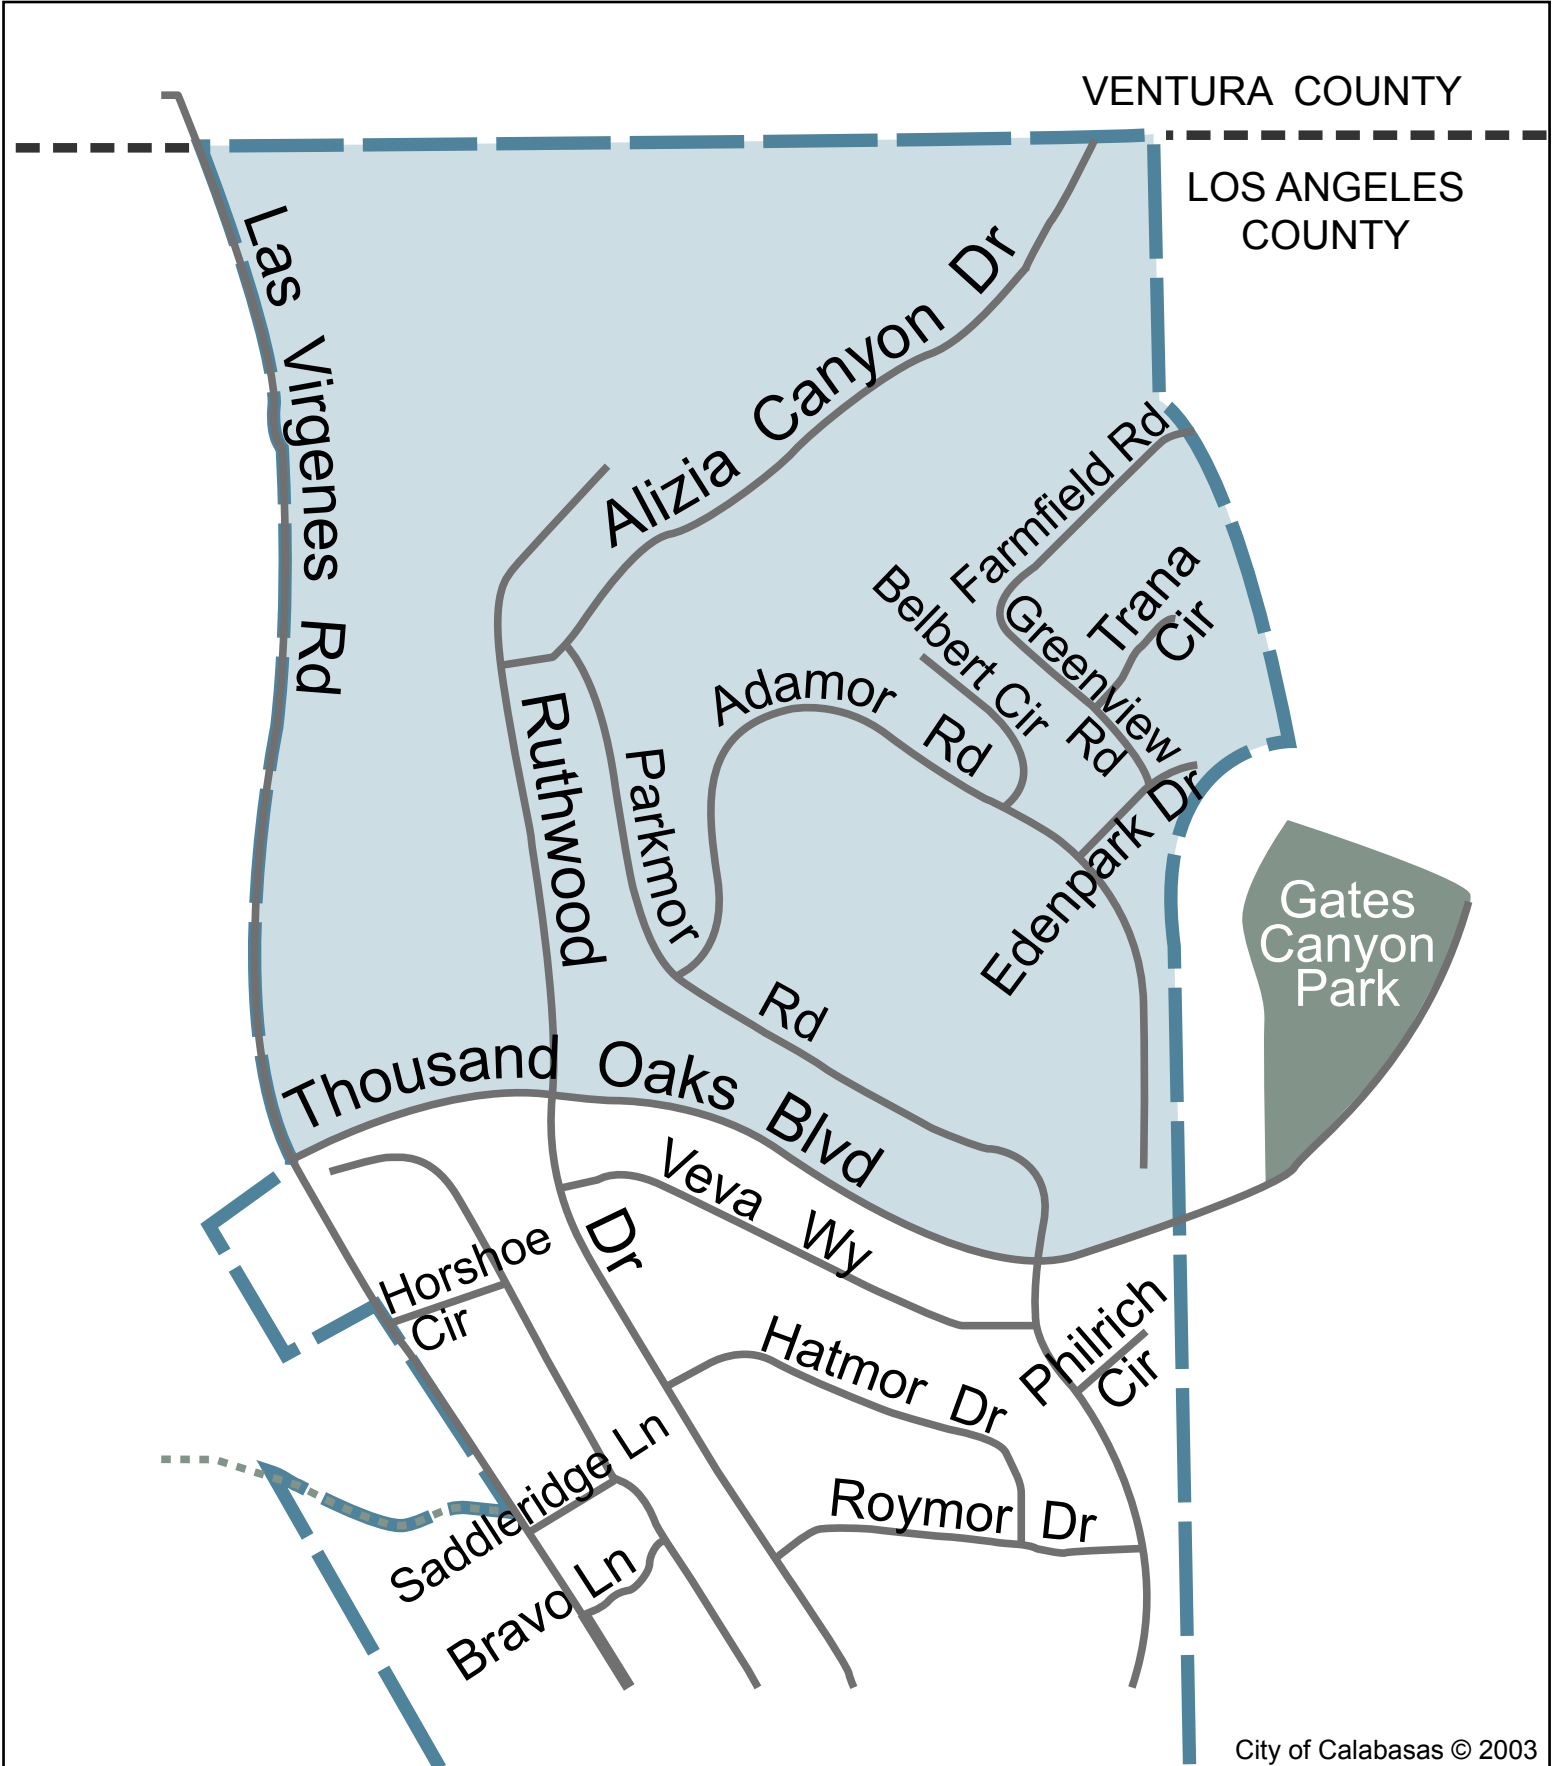 VENTURA COUNTY
LOS ANGELES
COUNTY
Las Virgenes Rd
Alizia Canyon Dr
Farmfield Rd
Trana
Cir
Greenview
Rd
Belbert Cir
Adamor Rd
Ruthwood Dr
Parkmor Rd
Edenpark Dr
Gates
Canyon
Park
Thousand Oaks Blvd
Veva Wy
Horshoe
Cir
Philrich
Cir
Hatmor Dr
Saddleridge Ln
Roymor Dr
Bravo Ln
City of Calabasas © 2003